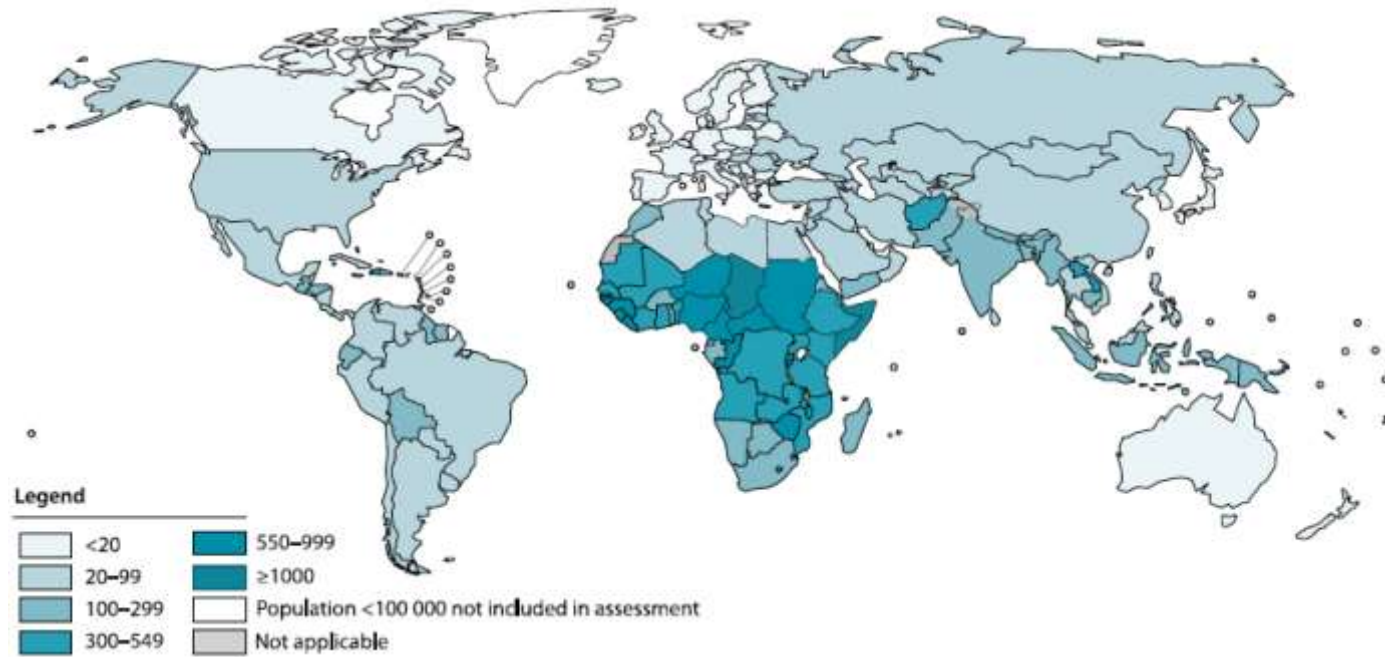 Legend
<20
20–99
100–299
300–549
550–999
≥1000
Population <100 000 not included in assessment
Not applicable